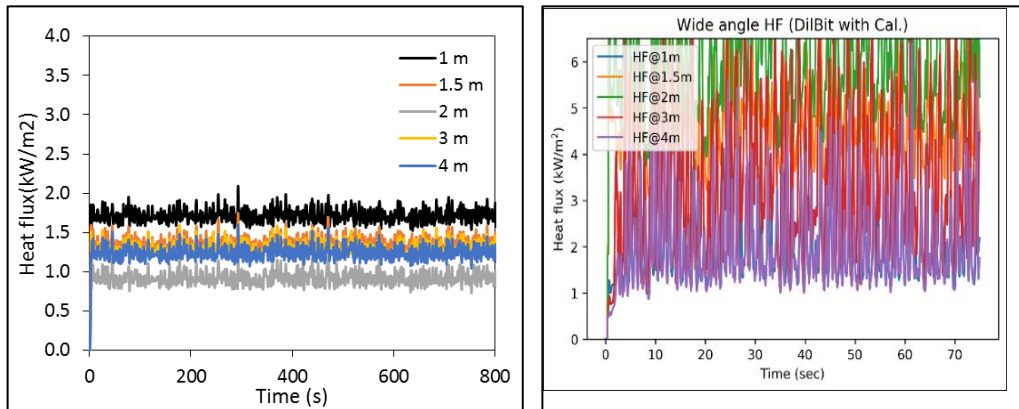 4.0
3.5
3.0
2.5
2.0
1.5
1.0
0.5
0.0
Heat flux(kW/m2)
1 m
1.5 m
2 m
3 m
4 m
0 200 400 600 800
Time (s)
Wide angle HF (DilBit with Cal.)
6
5
4
3
2
1
0
Heat flux (kW/m²)
HF@1m
HF@1.5m
HF@2m
HF@3m
HF@4m
0 10 20 30 40 50 60 70
Time (sec)